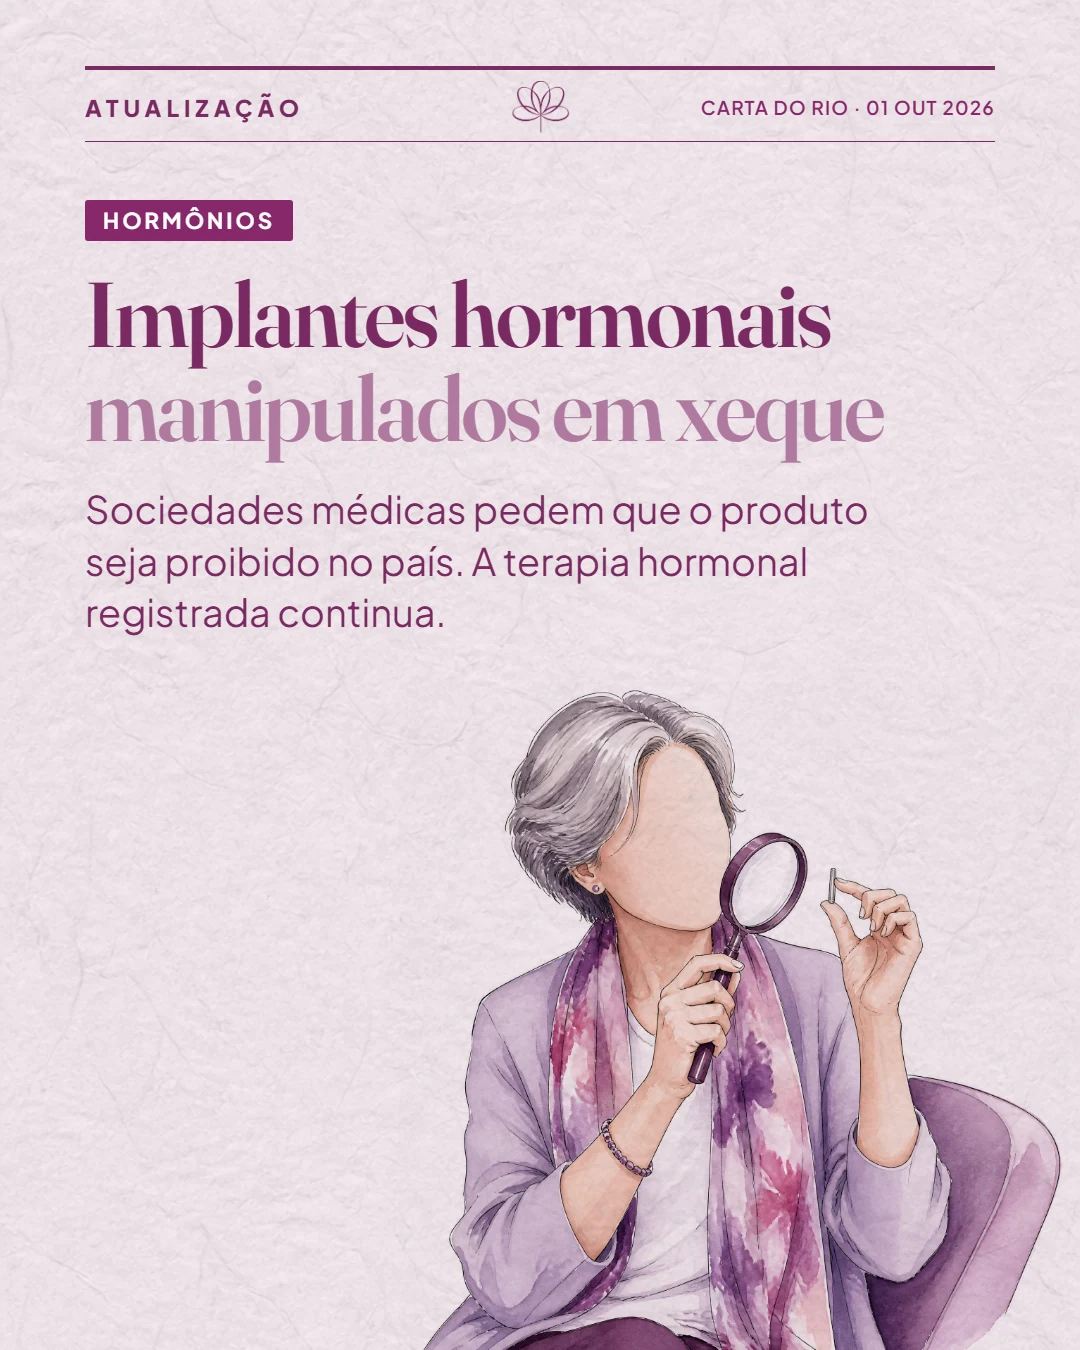 ATUALIZAÇÃO
CARTA DO RIO · 01 OUT 2026
HORMÔNIOS
Implantes hormonais
manipulados em xeque
Sociedades médicas pedem que o produto
seja proibido no país. A terapia hormonal
registrada continua.